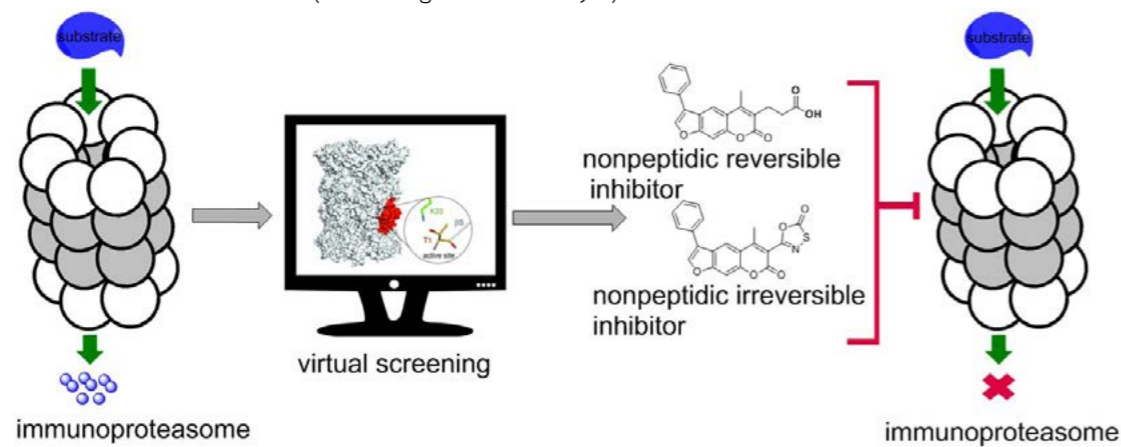 substrate
immunoproteasome
K33
β5
T1
active site
virtual screening
O
OH
O
O
nonpeptidic reversible
inhibitor
O
O
S
N
O
O
O
nonpeptidic irreversible
inhibitor
substrate
immunoproteasome